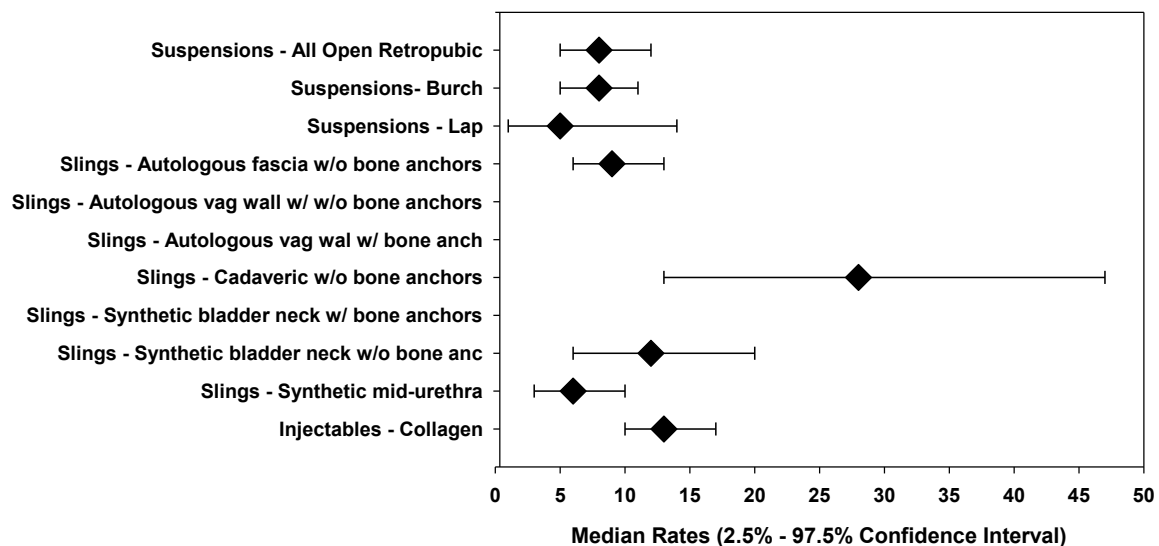 Suspensions - All Open Retropubic
Suspensions- Burch
Suspensions - Lap
Slings - Autologous fascia w/o bone anchors
Slings - Autologous vag wall w/ w/o bone anchors
Slings - Autologous vag wal w/ bone anch
Slings - Cadaveric w/o bone anchors
Slings - Synthetic bladder neck w/ bone anchors
Slings - Synthetic bladder neck w/o bone anc
Slings - Synthetic mid-urethra
Injectables - Collagen
0 5 10 15 20 25 30 35 40 45 50
Median Rates (2.5% - 97.5% Confidence Interval)